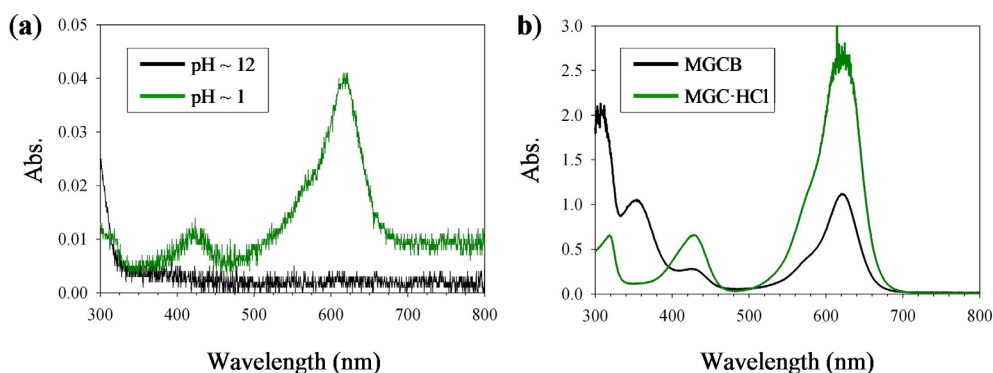 (a)
0.05
0.04
0.03
0.02
0.01
0.00
Abs.
pH ~ 12
pH ~ 1
300 400 500 600 700 800
Wavelength (nm)
b)
3.0
2.5
2.0
1.5
1.0
0.5
0.0
Abs.
MGCB
MGC·HCl
300 400 500 600 700 800
Wavelength (nm)